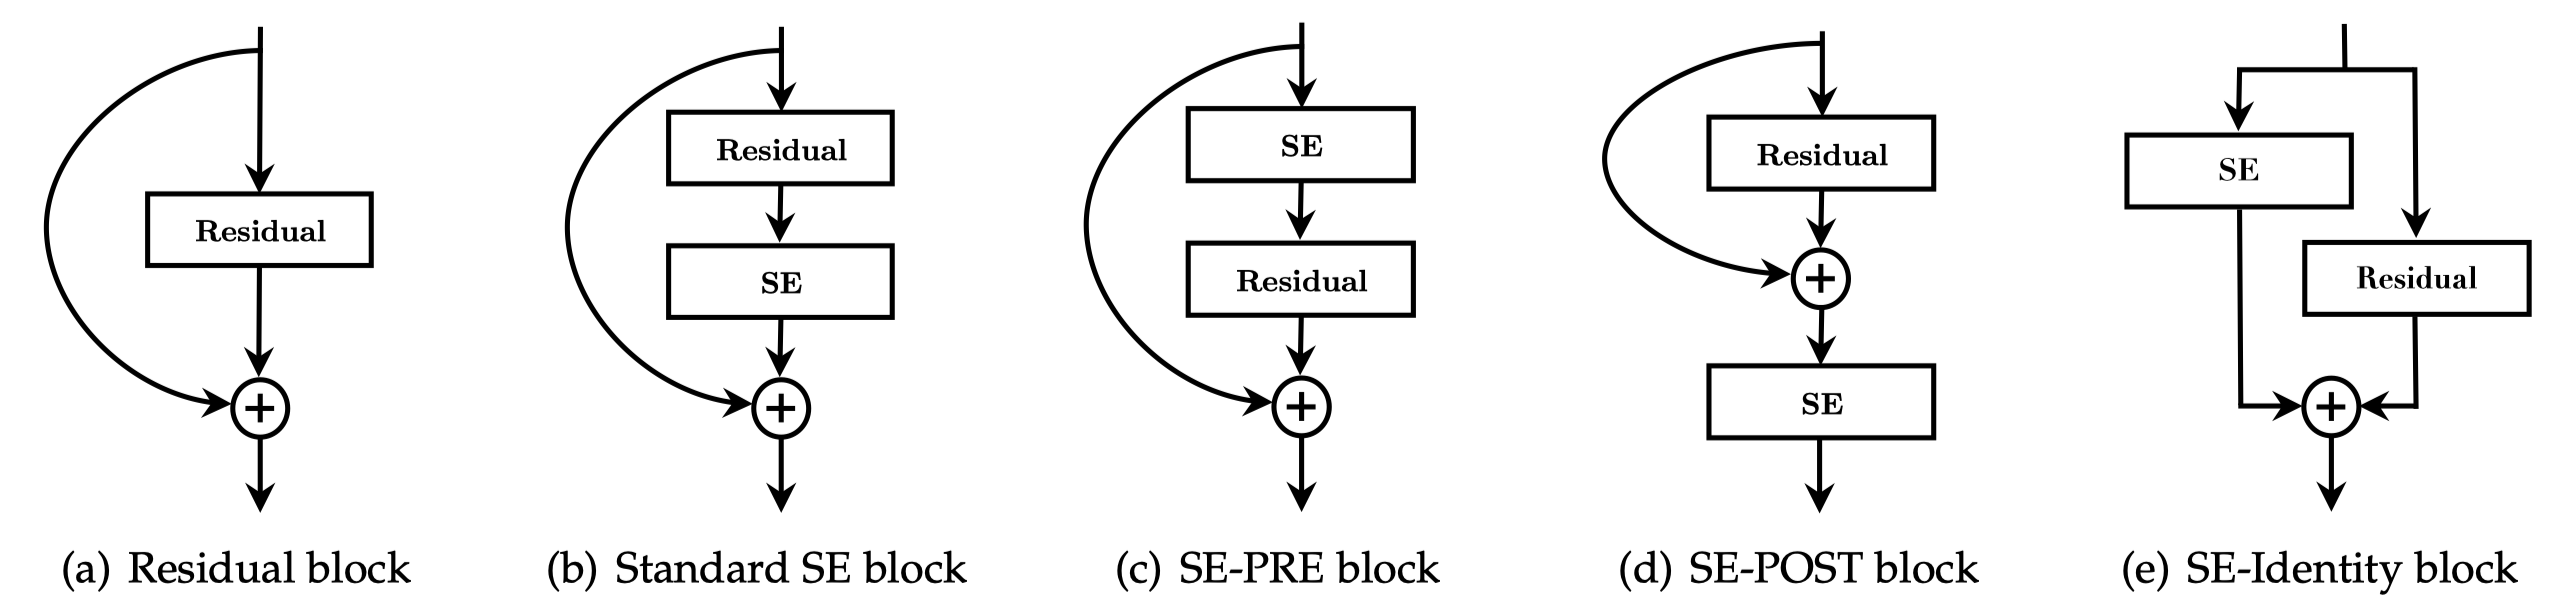 Residual
(a) Residual block
Residual
SE
(b) Standard SE block
SE
Residual
(c) SE-PRE block
Residual
SE
(d) SE-POST block
SE
Residual
(e) SE-Identity block